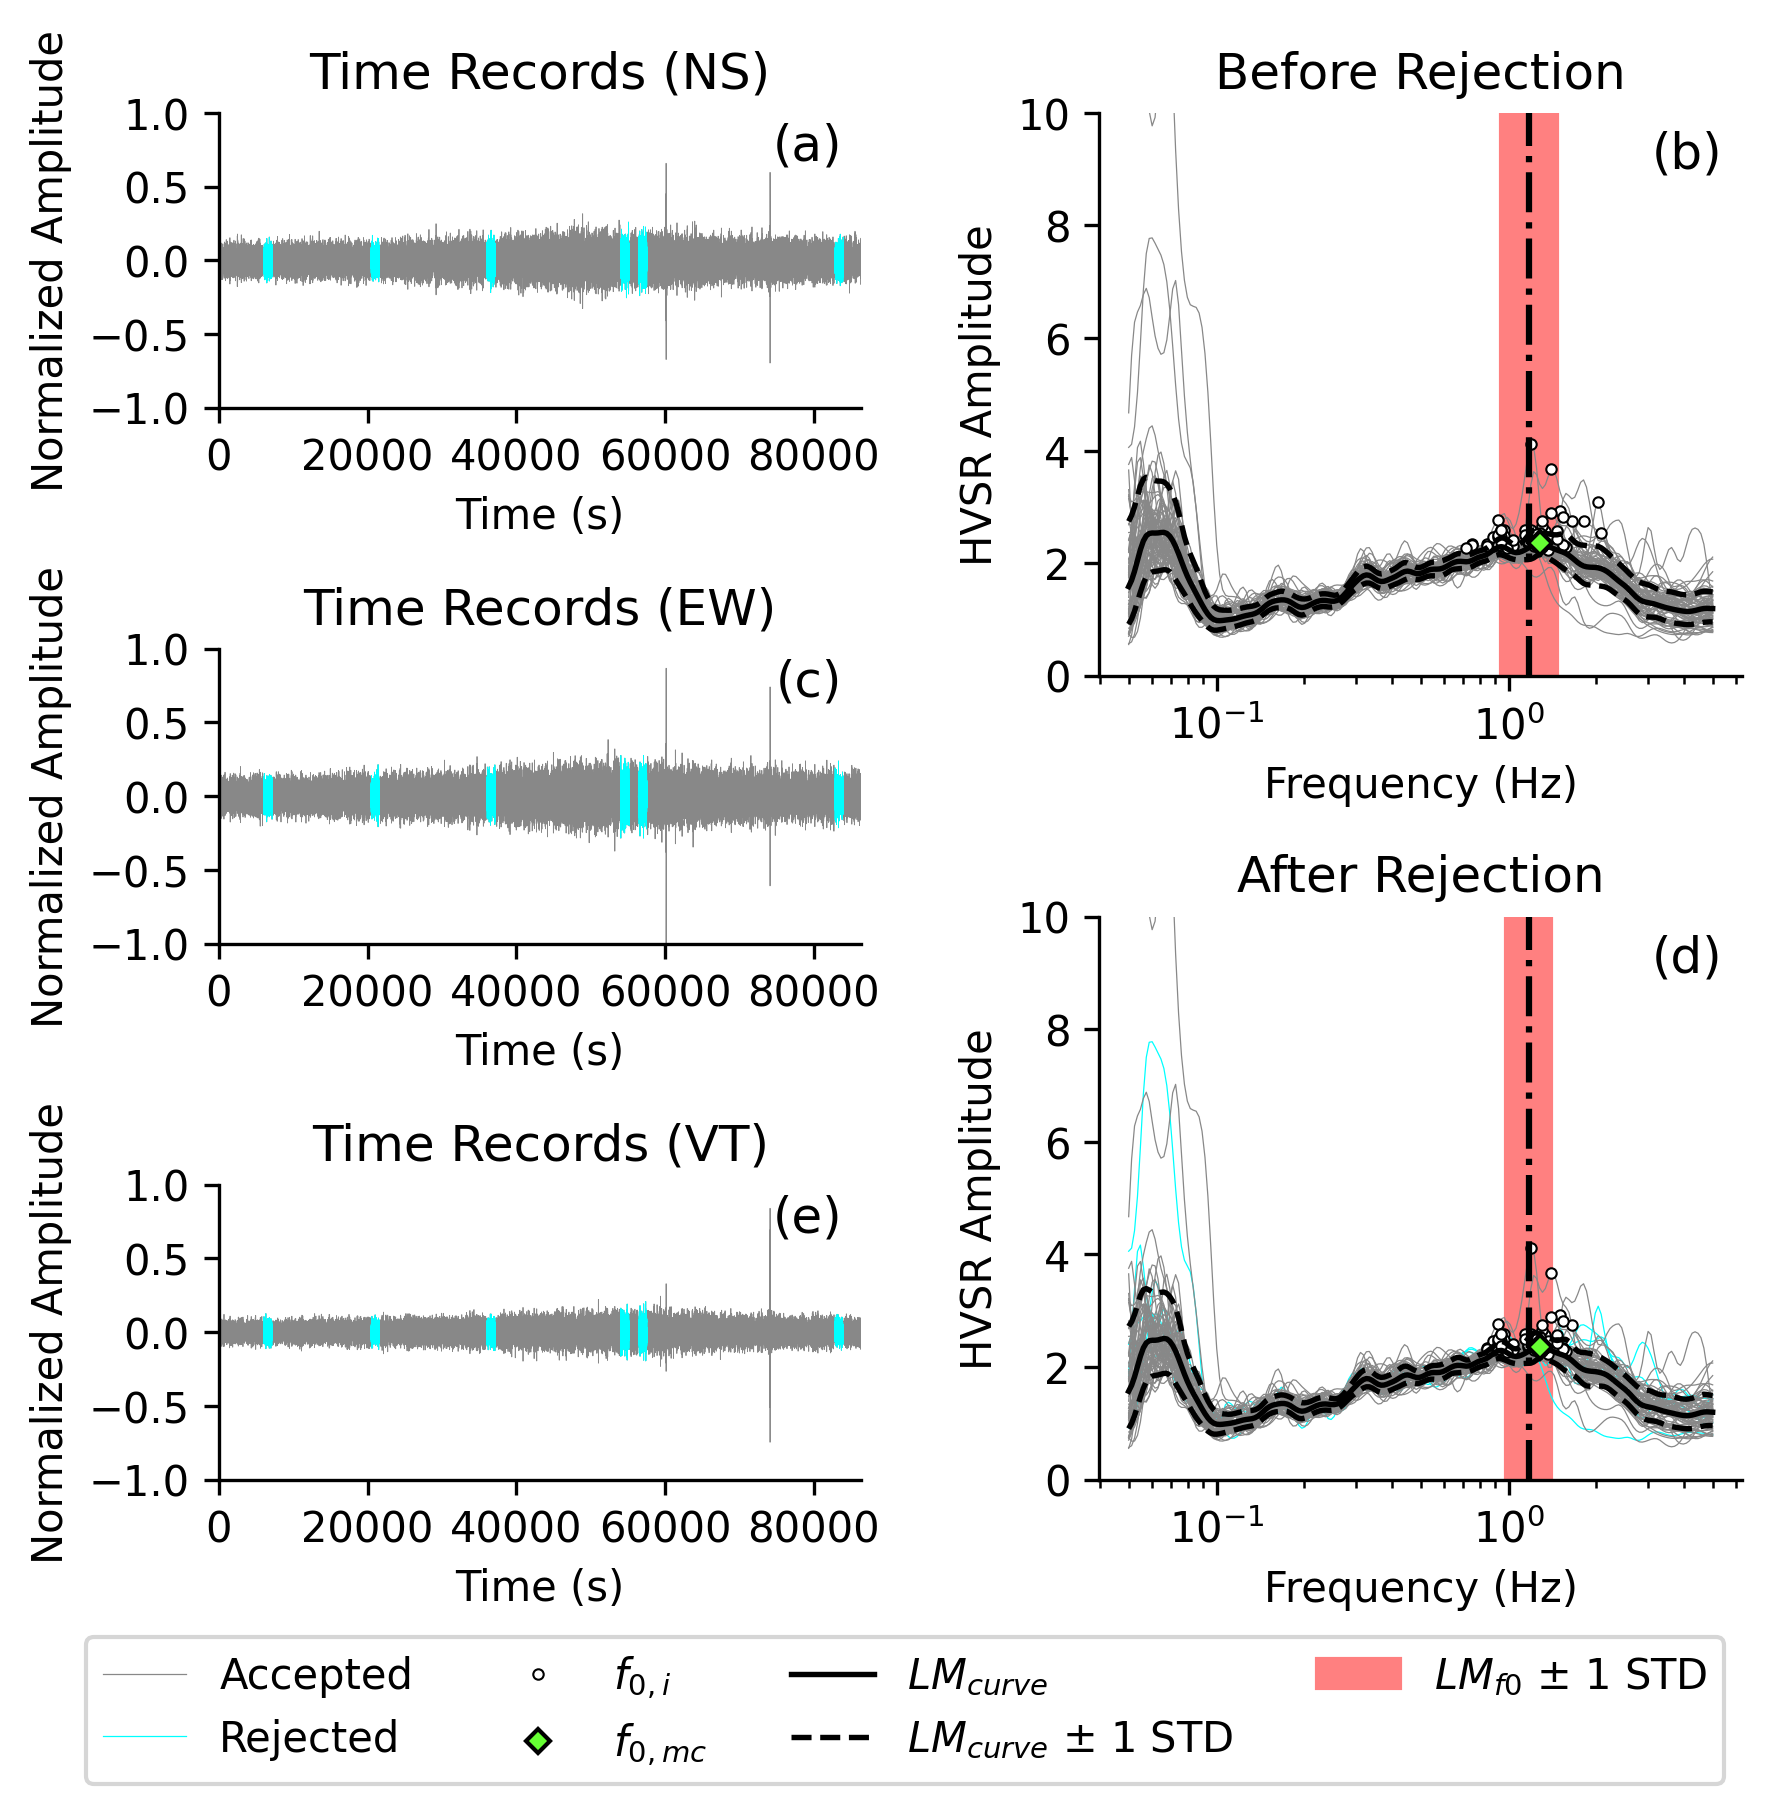 Time Records (NS)
(a)
Normalized Amplitude
1.0
0.5
0.0
−0.5
−1.0
0 20000 40000 60000 80000
Time (s)
Before Rejection
(b)
HVSR Amplitude
10
8
6
4
2
0
10⁻¹ 10⁰
Frequency (Hz)
Time Records (EW)
(c)
Normalized Amplitude
1.0
0.5
0.0
−0.5
−1.0
0 20000 40000 60000 80000
Time (s)
After Rejection
(d)
HVSR Amplitude
10
8
6
4
2
0
10⁻¹ 10⁰
Frequency (Hz)
Time Records (VT)
(e)
Normalized Amplitude
1.0
0.5
0.0
−0.5
−1.0
0 20000 40000 60000 80000
Time (s)
Accepted
Rejected
f0,i
f0,mc
LMcurve
LMcurve ± 1 STD
LMf0 ± 1 STD